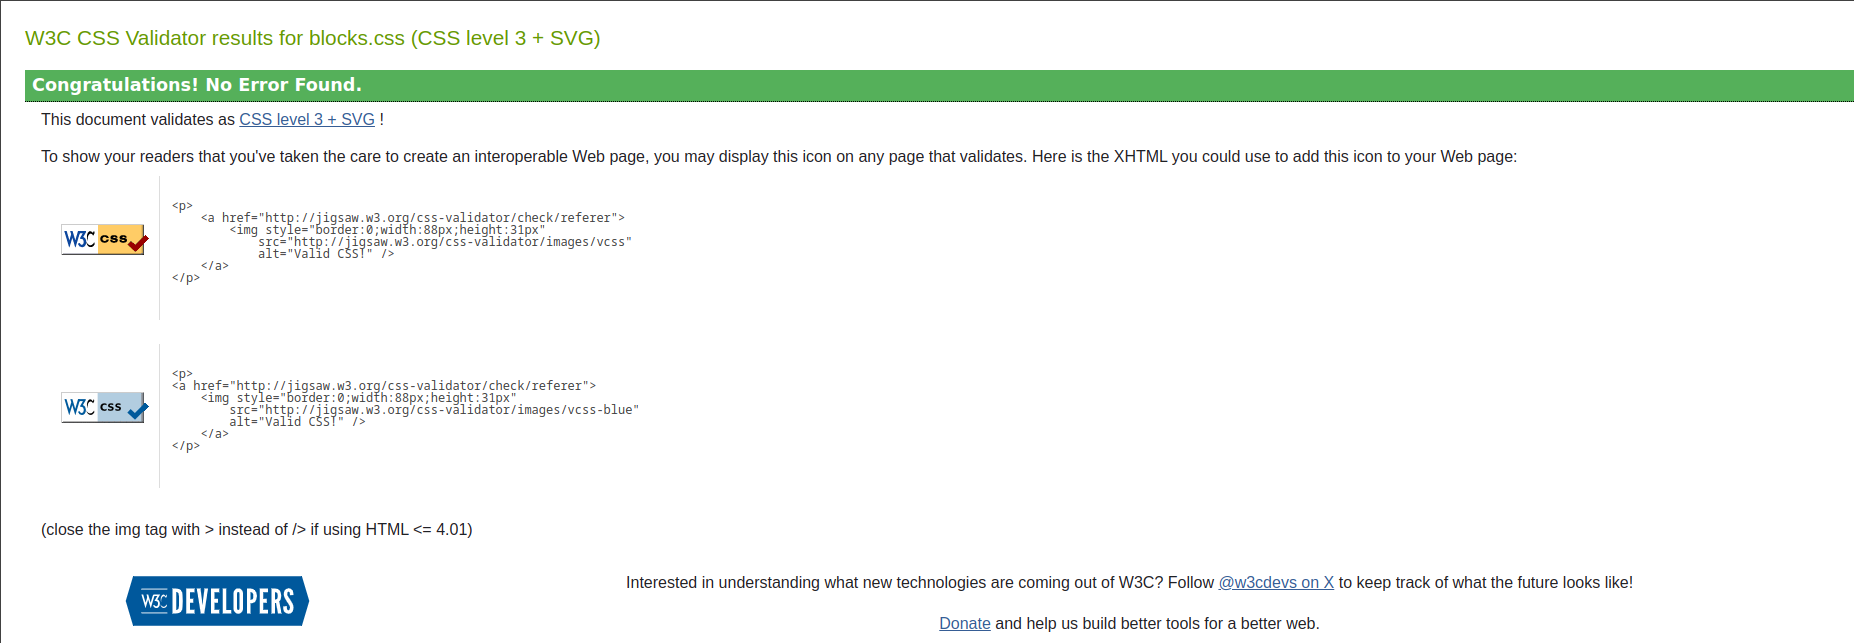 W3C CSS Validator results for blocks.css (CSS level 3 + SVG)
Congratulations! No Error Found.
This document validates as CSS level 3 + SVG !
To show your readers that you've taken the care to create an interoperable Web page, you may display this icon on any page that validates. Here is the XHTML you could use to add this icon to your Web page:
W3C css
<p>
    <a href="http://jigsaw.w3.org/css-validator/check/referer">
        <img style="border:0;width:88px;height:31px"
            src="http://jigsaw.w3.org/css-validator/images/vcss"
            alt="Valid CSS!" />
    </a>
</p>
W3C css
<p>
<a href="http://jigsaw.w3.org/css-validator/check/referer">
    <img style="border:0;width:88px;height:31px"
        src="http://jigsaw.w3.org/css-validator/images/vcss-blue"
        alt="Valid CSS!" />
    </a>
</p>
(close the img tag with > instead of /> if using HTML <= 4.01)
W3C DEVELOPERS
Interested in understanding what new technologies are coming out of W3C? Follow @w3cdevs on X to keep track of what the future looks like!
Donate and help us build better tools for a better web.